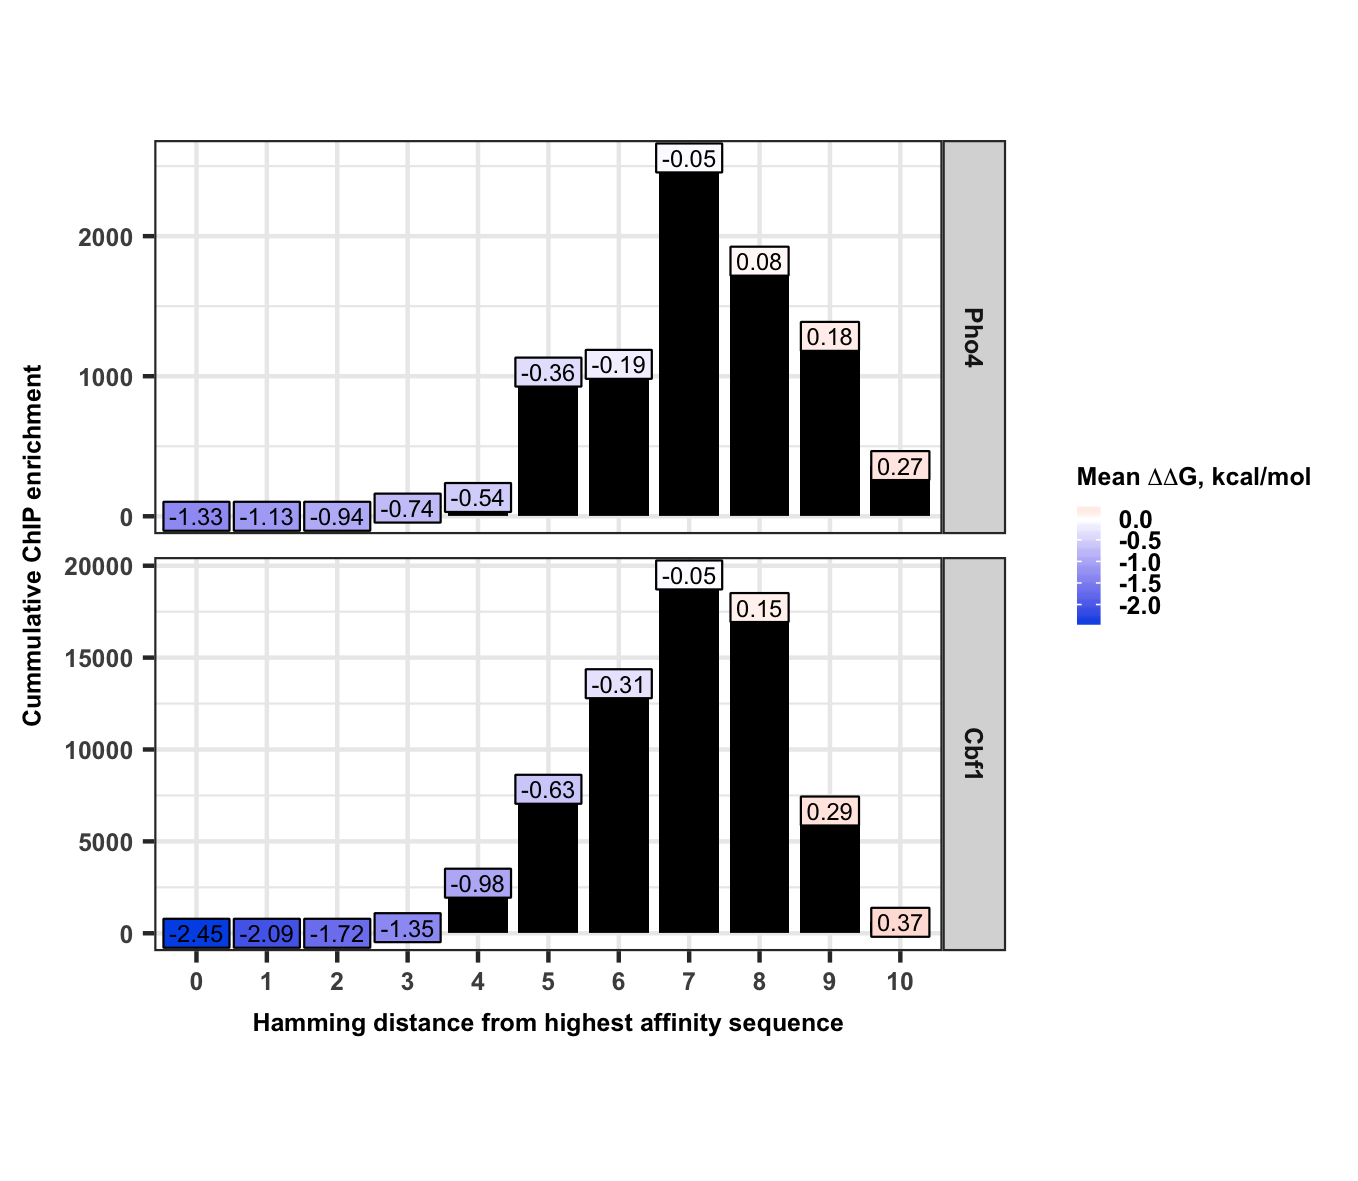 Cummulative ChIP enrichment
2000
1000
0
-1.33 -1.13 -0.94 -0.74 -0.54 -0.36 -0.19 -0.05 0.08 0.18 0.27
Pho4
20000
15000
10000
5000
0
-2.45 -2.09 -1.72 -1.35 -0.98 -0.63 -0.31 -0.05 0.15 0.29 0.37
Cbf1
0 1 2 3 4 5 6 7 8 9 10
Hamming distance from highest affinity sequence
Mean ΔΔG, kcal/mol
0.0
-0.5
-1.0
-1.5
-2.0